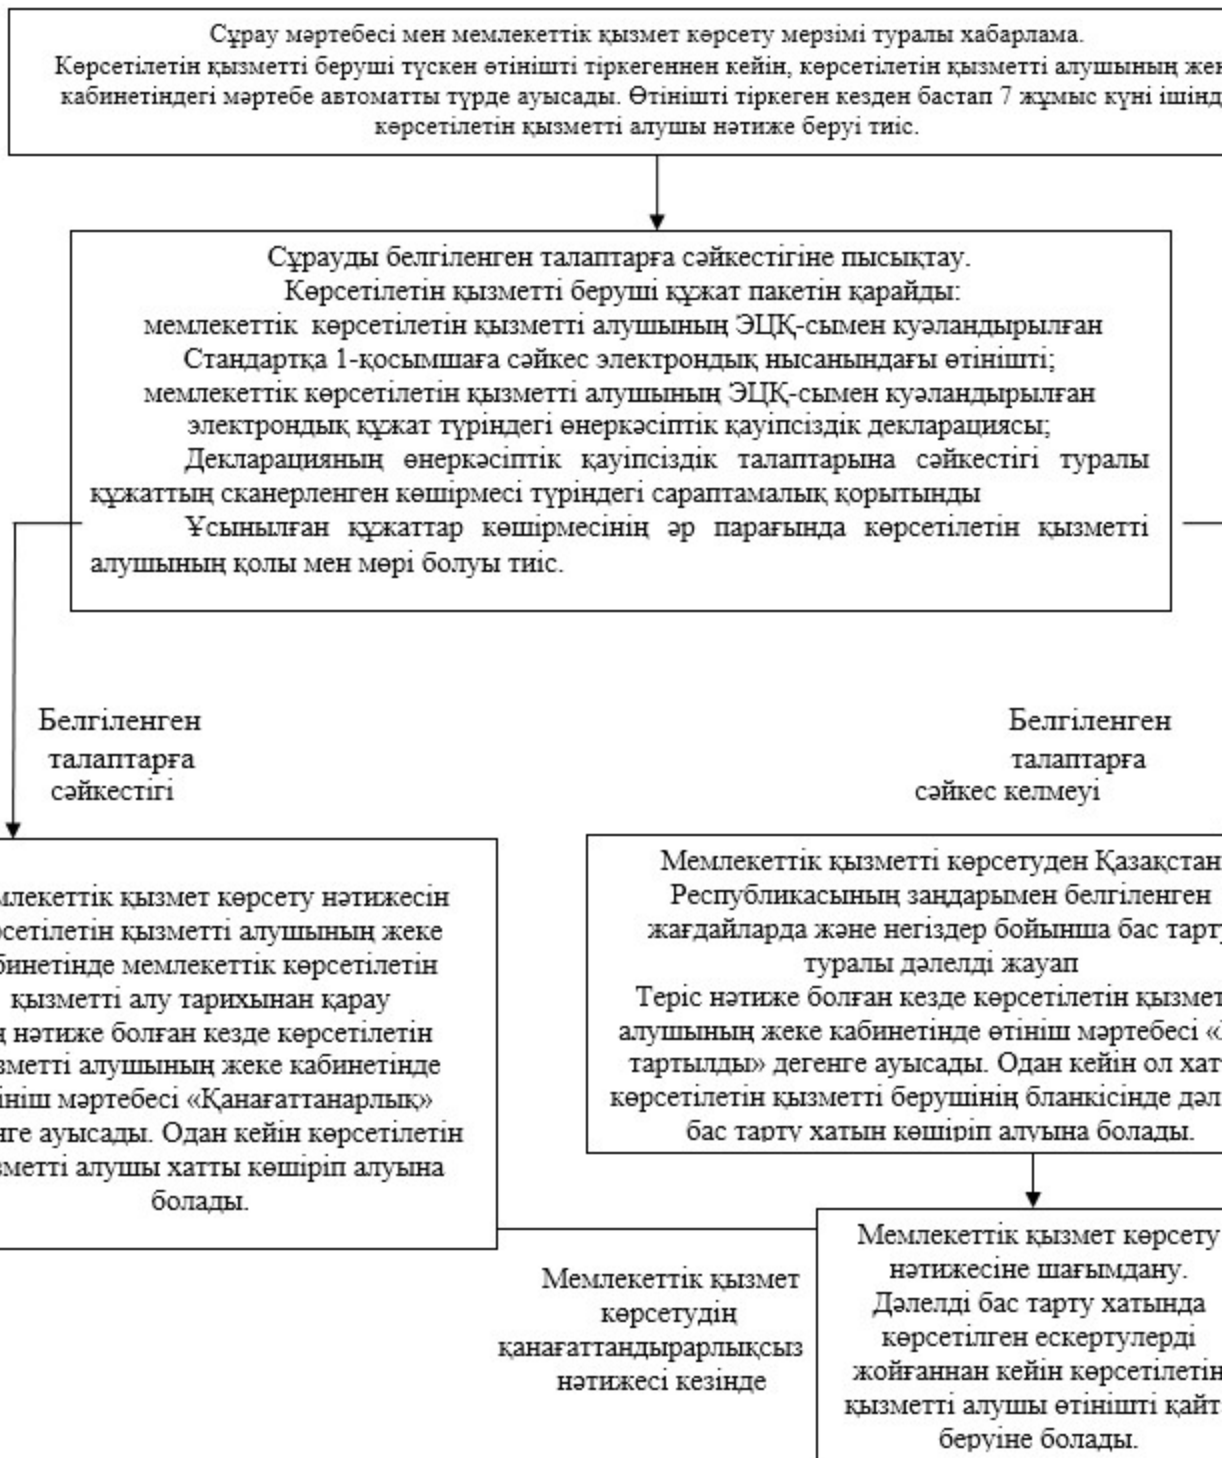 Сұрау мәртебесі мен мемлекеттік қызмет көрсету мерзімі туралы хабарлама.
Көрсетілетін қызметті беруші түскен өтінішті тіркегеннен кейін, көрсетілетін қызметті алушының
кабинетіндегі мәртебе автоматты түрде ауысады. Өтінішті тіркеген кезден бастап 7 жұмыс күні
көрсетілетін қызметті алушы нәтиже беруі тиіс.
Сұрауды белгіленген талаптарға сәйкестігіне пысықтау.
Көрсетілетін қызметті беруші құжат пакетін қарайды:
мемлекеттік көрсетілетін қызметті алушының ЭЦҚ-сымен куәландырылған
Стандартқа 1-қосымшаға сәйкес электрондық нысанындағы өтінішті;
мемлекеттік көрсетілетін қызметті алушының ЭЦҚ-сымен куәландырылған
электрондық құжат түріндегі өнеркәсіптік қауіпсіздік декларациясы;
Декларацияның өнеркәсіптік қауіпсіздік талаптарына сәйкестігі туралы
құжаттың сканерленген көшірмесі түріндегі сараптамалық қорытынды
Ұсынылған құжаттар көшірмесінің әр парағында көрсетілетін қызметті
алушының қолы мен мөрі болуы тиіс.
Белгіленген
талаптарға
сәйкестігі
Белгіленген
талаптарға
сәйкес келмеуі
қызмет көрсету нәтижесін
қызметті алушының жеке
мемлекеттік көрсетілетін
қызметті алу тарихынан қарау
нәтиже болған кезде көрсетілетін
алушының жеке кабинетінде
мәртебесі «Қанағаттанарлық»
ауысады. Одан кейін көрсетілетін
алушы хатты көшіріп алуына
болады.
Мемлекеттік қызметті көрсетуден Қазақстан
Республикасының заңдарымен белгіленген
жағдайларда және негіздер бойынша бас
туралы дәлелді жауап
Теріс нәтиже болған кезде көрсетілетін
алушының жеке кабинетінде өтініш мәртебесі
тартылды» дегенге ауысады. Одан кейін ол
көрсетілетін қызметті берушінің бланкісінде
бас тарту хатын көшіріп алуына болады.
Мемлекеттік қызмет
көрсетудің
қанағаттандырарлықсыз
нәтижесі кезінде
Мемлекеттік қызмет көрсету
нәтижесіне шағымдану.
Дәлелді бас тарту хатында
көрсетілген ескертулерді
жойғаннан кейін көрсетілетін
қызметті алушы өтінішті
беруіне болады.